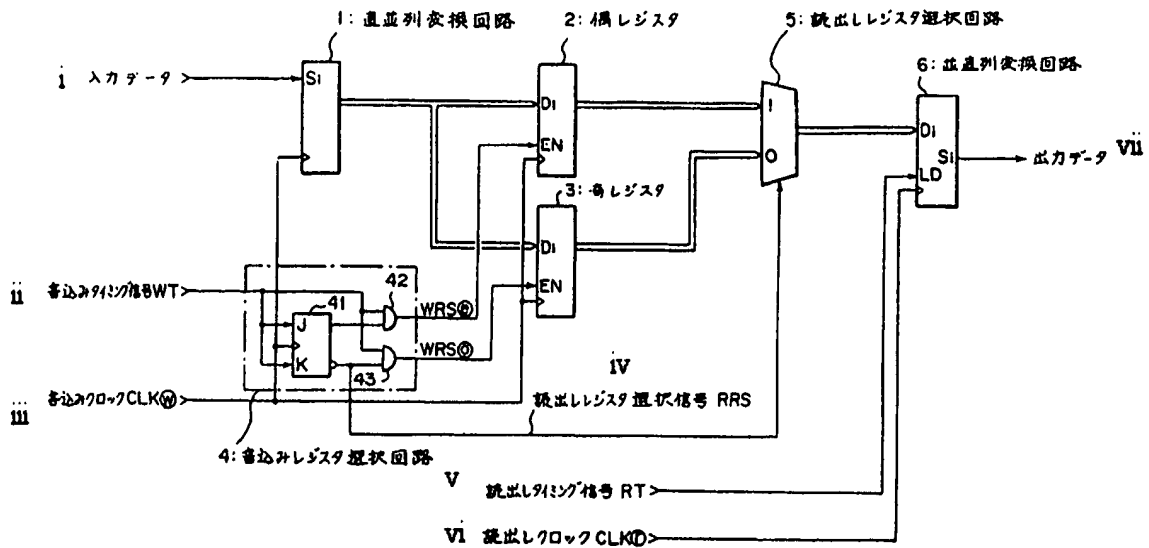 1: 直並列変換回路
2: 偶レジスタ
5: 読出しレジスタ選択回路
6: 並直列変換回路
i 入力データ
SI
DI
EN
1
0
DI
SI
LD
出力データ vii
3: 奇レジスタ
DI
EN
ii 書込みタイミング信号WT
41
42
J
K
43
WRSⒺ
WRSⓄ
iv
iii 書込みクロックCLKⓌ
読出しレジスタ選択信号 RRS
4: 書込みレジスタ選択回路
v 読出しタイミング信号 RT
vi 読出しクロック CLKⓡ